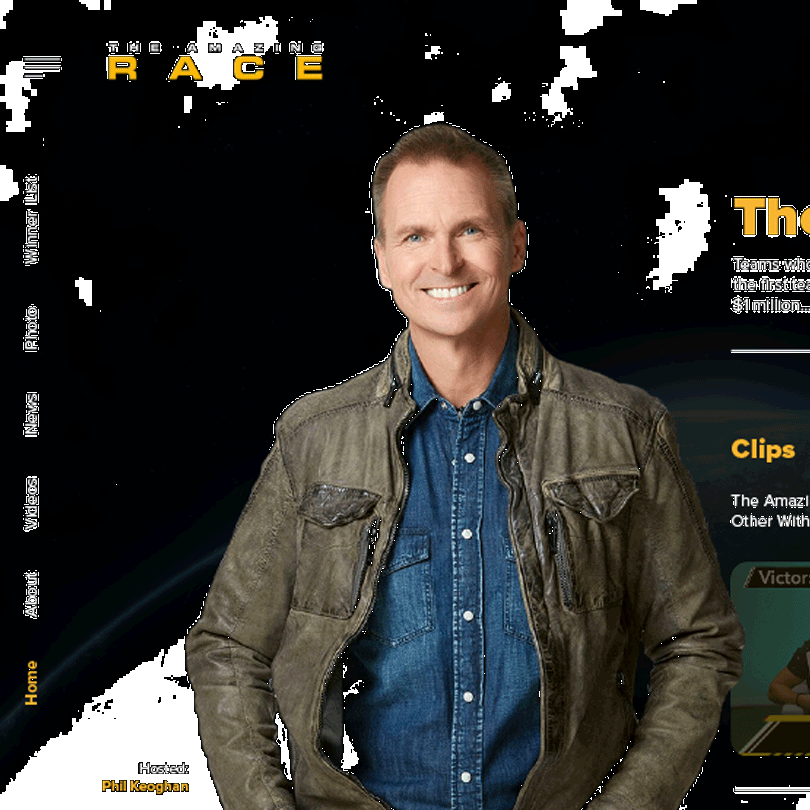 THE AMAZING
RACE
Winner List
Photo
News
Videos
About
Home
The
Teams who
the first tea
$1 million...
Clips
The Amazi
Other With
Victors
Hosted:
Phil Keoghan